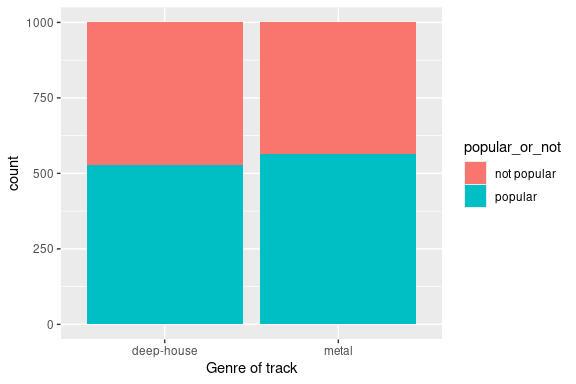 1000
750
500
250
0
count
deep-house
metal
Genre of track
popular_or_not
not popular
popular